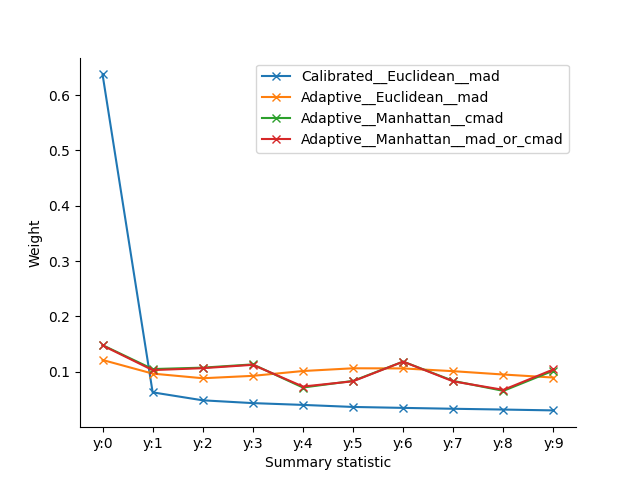 Calibrated__Euclidean__mad
Adaptive__Euclidean__mad
Adaptive__Manhattan__cmad
Adaptive__Manhattan__mad_or_cmad
0.6
0.5
0.4
0.3
0.2
0.1
Weight
y:0 y:1 y:2 y:3 y:4 y:5 y:6 y:7 y:8 y:9
Summary statistic